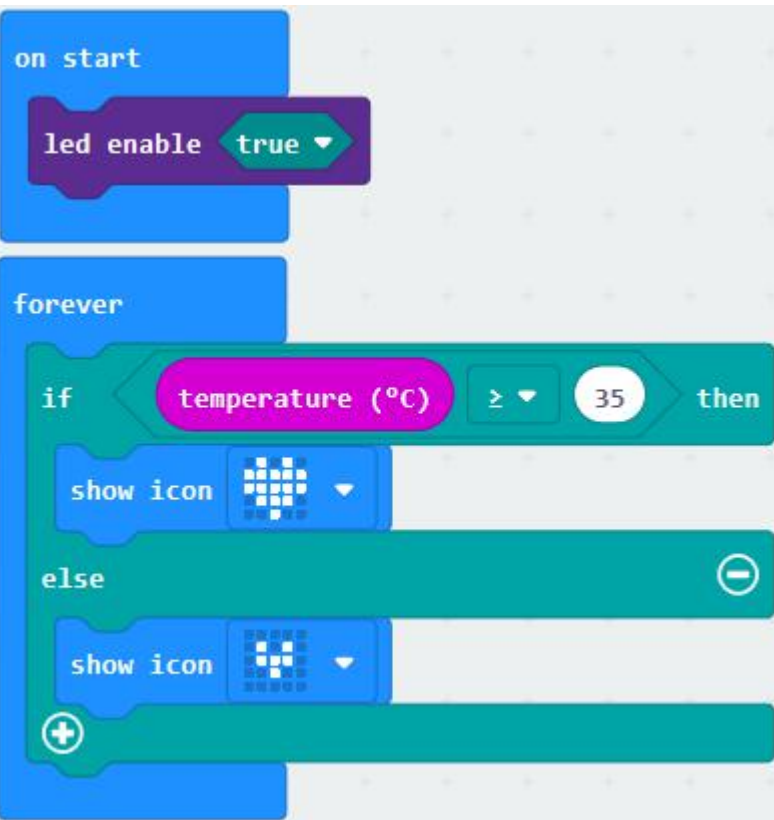 on start
led enable true
forever
if temperature (°C) ≥ 35 then
show icon
else
show icon